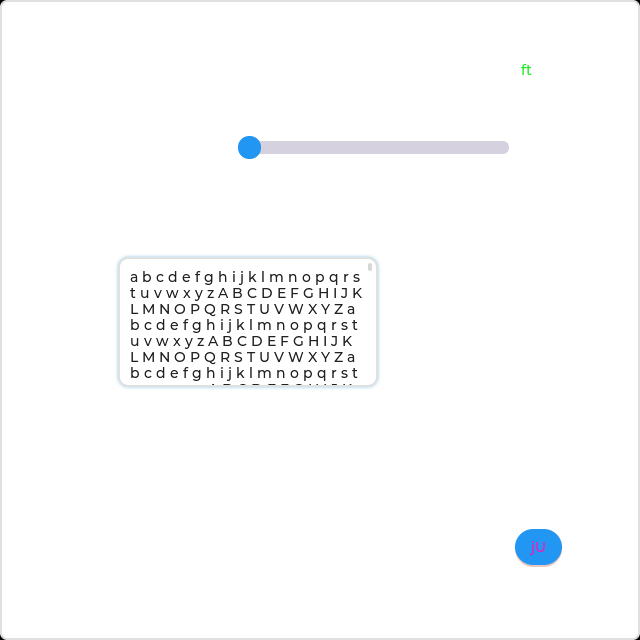 ft
a b c d e f g h i j k l m n o p q r s
t u v w x y z A B C D E F G H I J K
L M N O P Q R S T U V W X Y Z a
b c d e f g h i j k l m n o p q r s t
u v w x y z A B C D E F G H I J K
L M N O P Q R S T U V W X Y Z a
b c d e f g h i j k l m n o p q r s t
jU